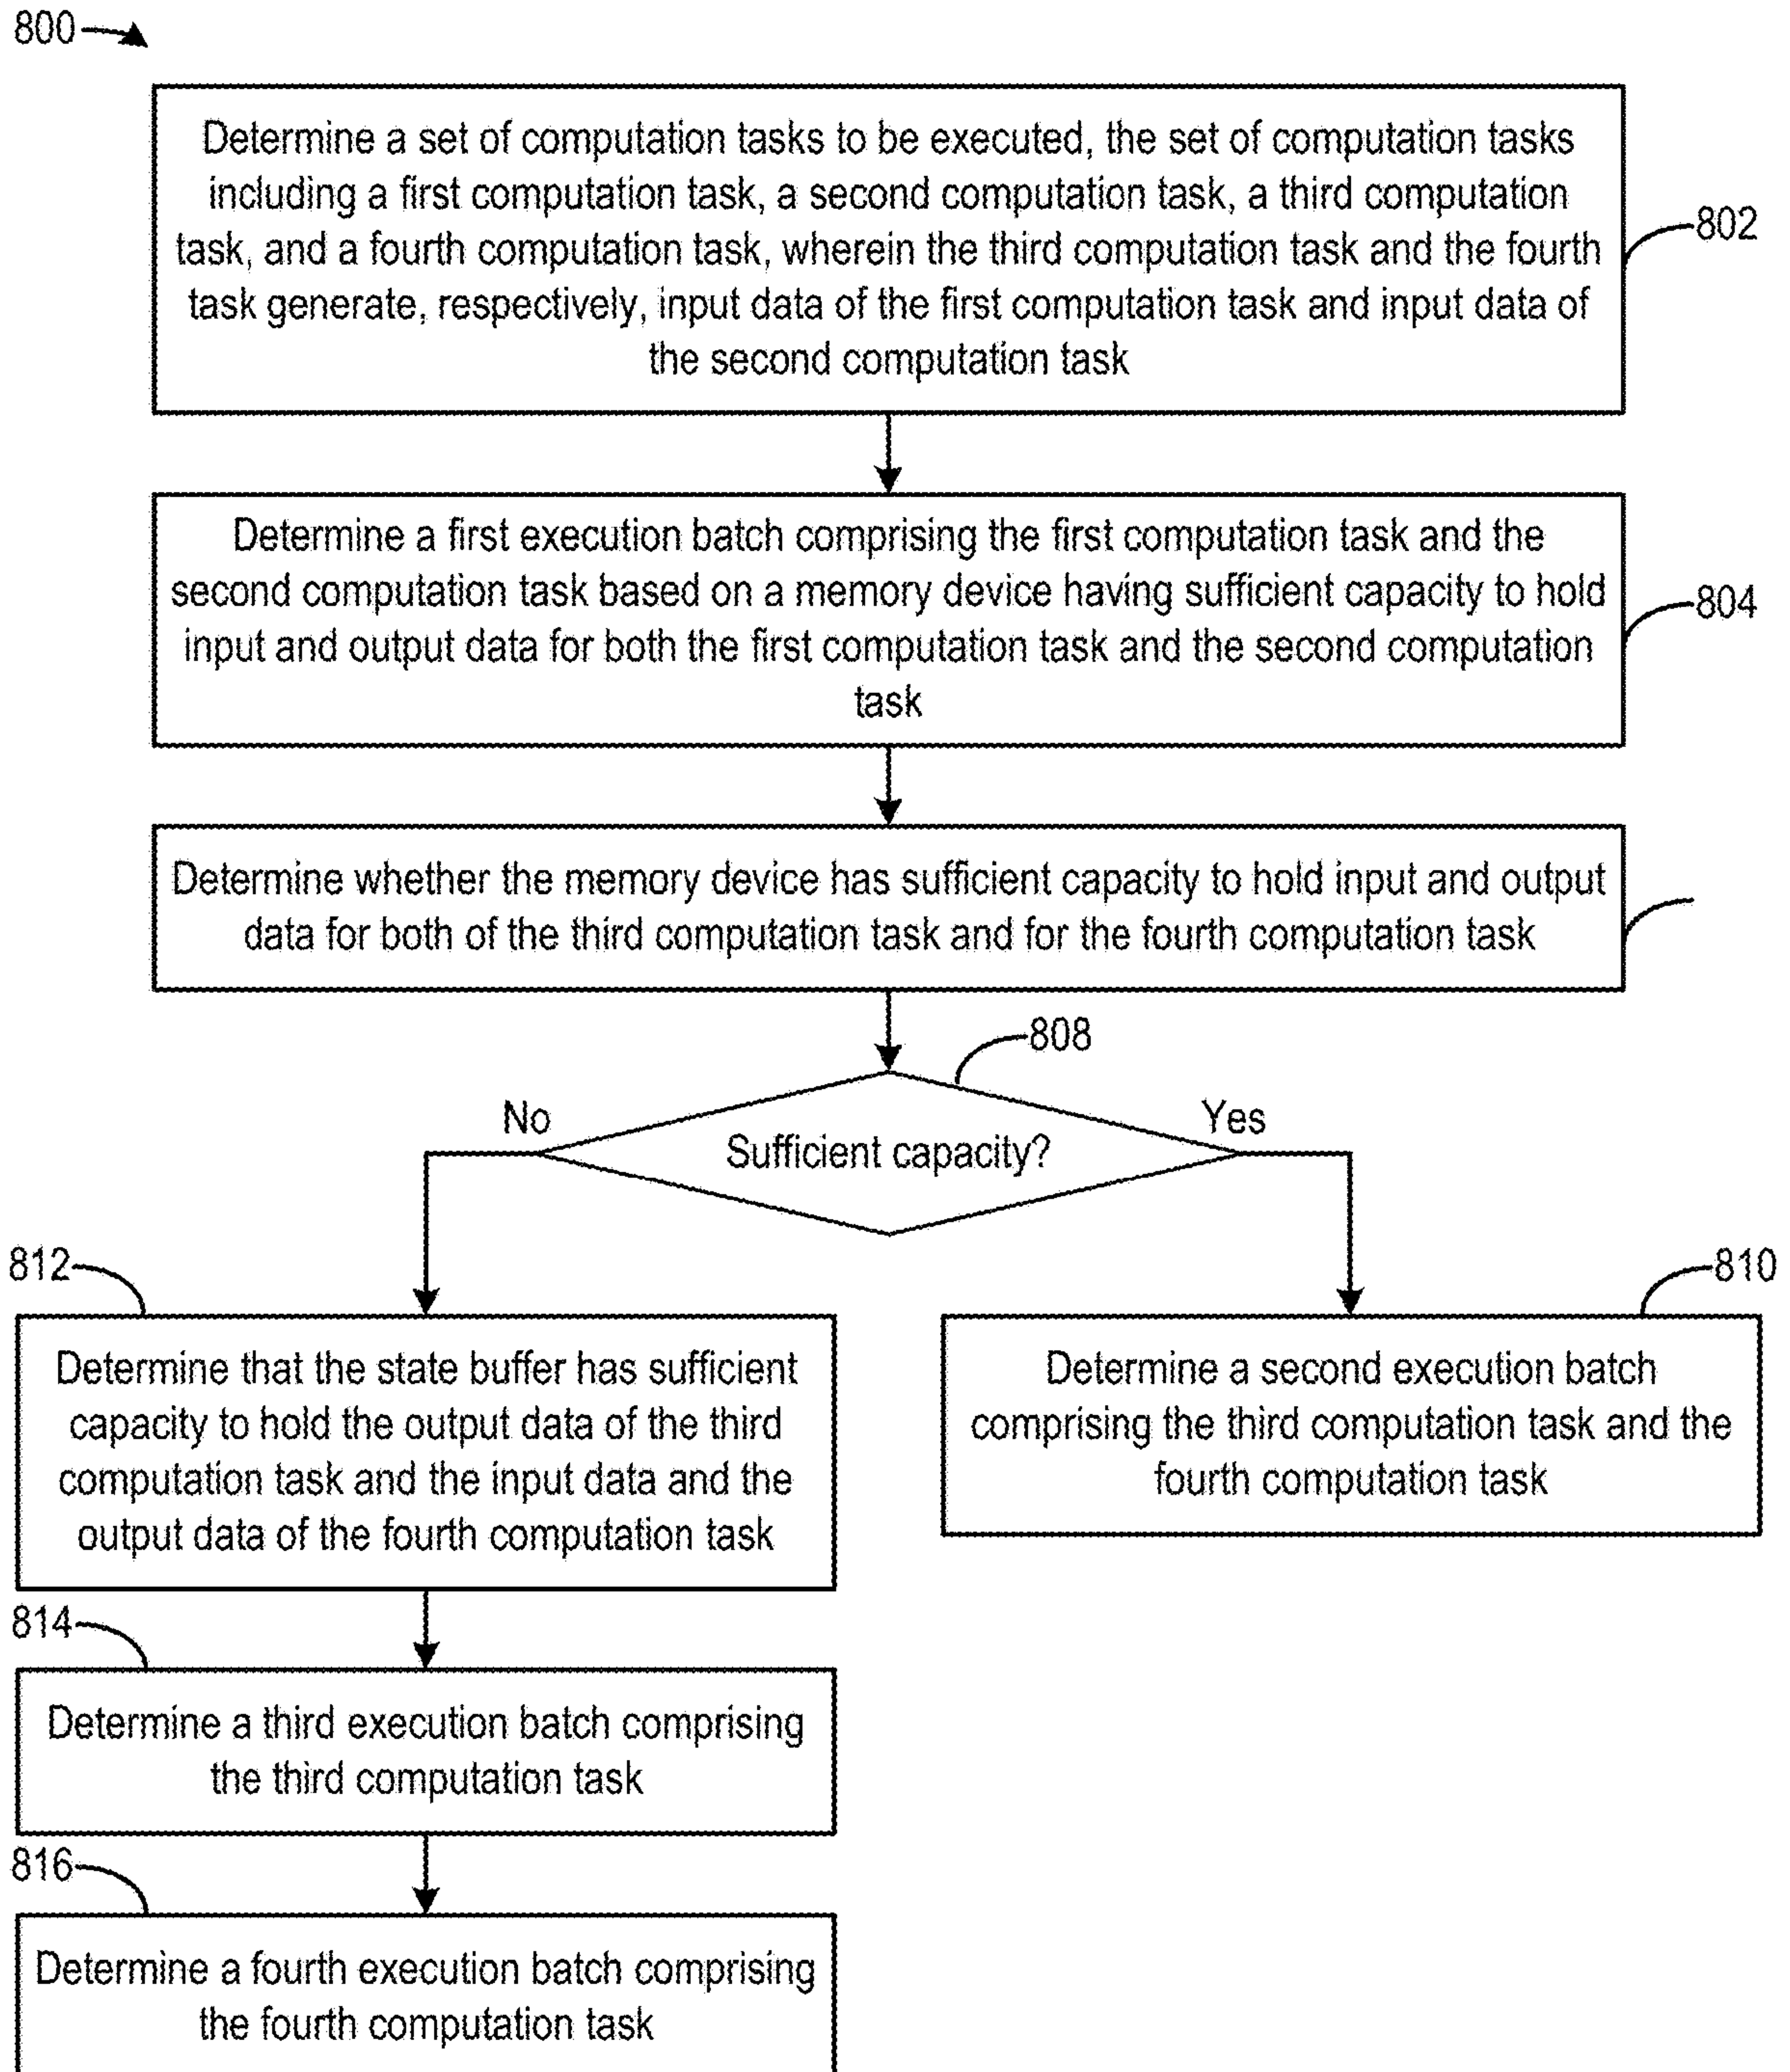 800
Determine a set of computation tasks to be executed, the set of computation tasks
including a first computation task, a second computation task, a third computation
task, and a fourth computation task, wherein the third computation task and the fourth
task generate, respectively, input data of the first computation task and input data of
the second computation task
802
Determine a first execution batch comprising the first computation task and the
second computation task based on a memory device having sufficient capacity to hold
input and output data for both the first computation task and the second computation
task
804
Determine whether the memory device has sufficient capacity to hold input and output
data for both of the third computation task and for the fourth computation task
808
No
Yes
Sufficient capacity?
812
810
Determine that the state buffer has sufficient
capacity to hold the output data of the third
computation task and the input data and the
output data of the fourth computation task
Determine a second execution batch
comprising the third computation task and the
fourth computation task
814
Determine a third execution batch comprising
the third computation task
816
Determine a fourth execution batch comprising
the fourth computation task